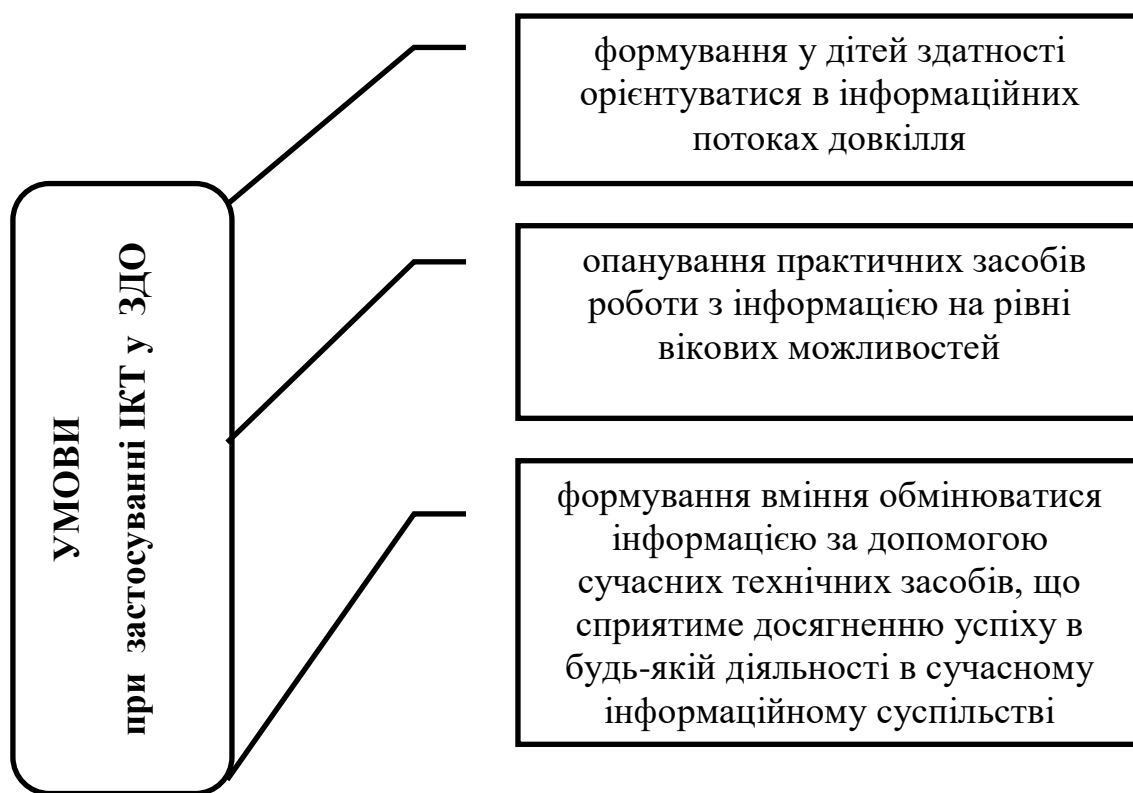 УМОВИ
при застосуванні ІКТ у ЗДО
формування у дітей здатності
орієнтуватися в інформаційних
потоках довкілля
опанування практичних засобів
роботи з інформацією на рівні
вікових можливостей
формування вміння обмінюватися
інформацією за допомогою
сучасних технічних засобів, що
сприятиме досягненню успіху в
будь-якій діяльності в сучасному
інформаційному суспільстві